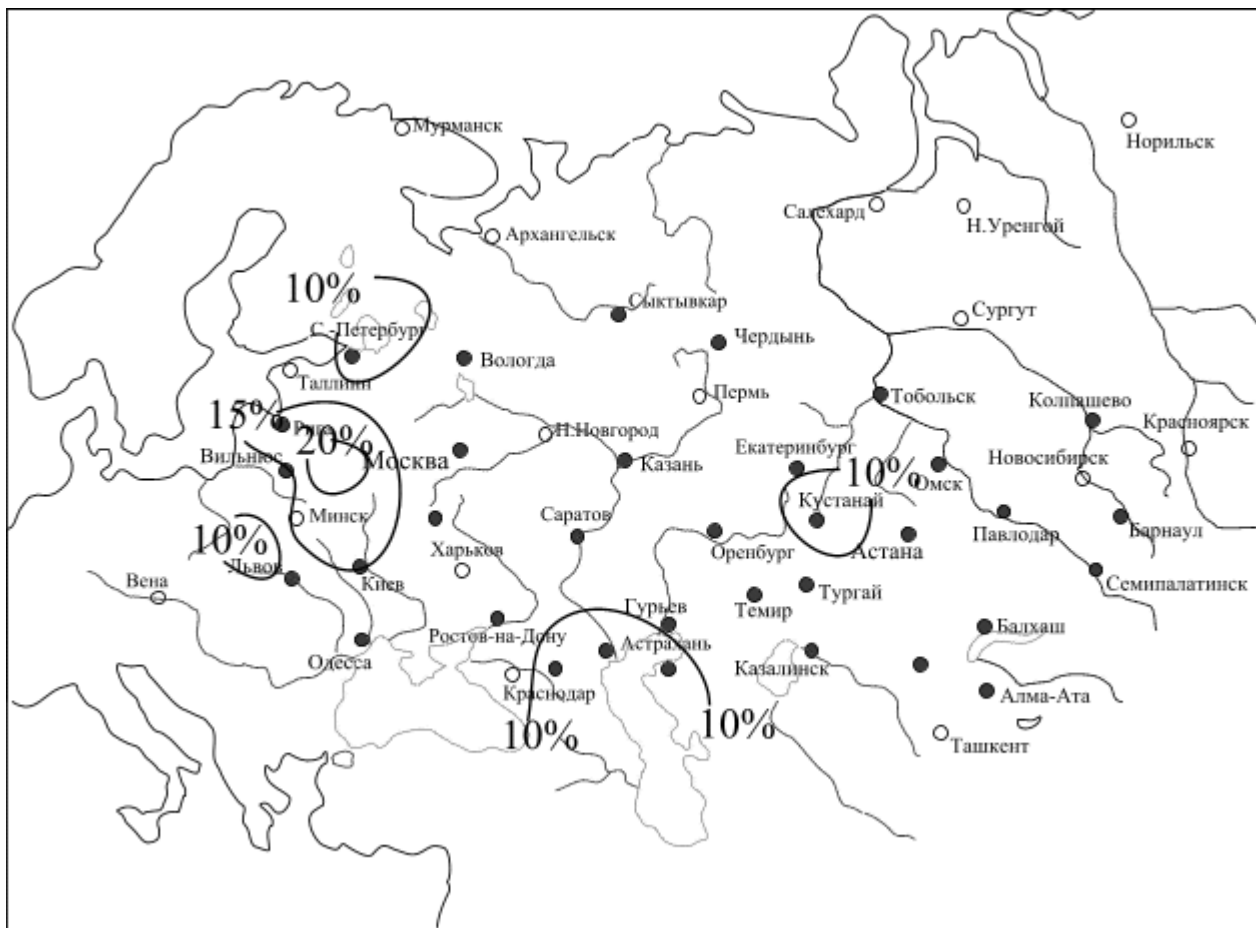 Мурманск
Норильск
Салехард
Н.Уренгой
Архангельск
10%
Сыктывкар
Сургут
С.-Петербург
Чердынь
Вологда
Таллинн
Пермь
Тобольск
Колпашево
15%
Рига
20%
Н.Новгород
Красноярск
Москва
Казань
Екатеринбург
10%
Омск
Новосибирск
Вильнюс
Кустанай
Минск
Саратов
Оренбург
Астана
Павлодар
Барнаул
10%
Львов
Харьков
Киев
Вена
Темир
Тургай
Семипалатинск
Гурьев
Ростов-на-Дону
Астрахань
Балхаш
Одесса
Казалинск
Краснодар
Алма-Ата
10%
10%
Ташкент